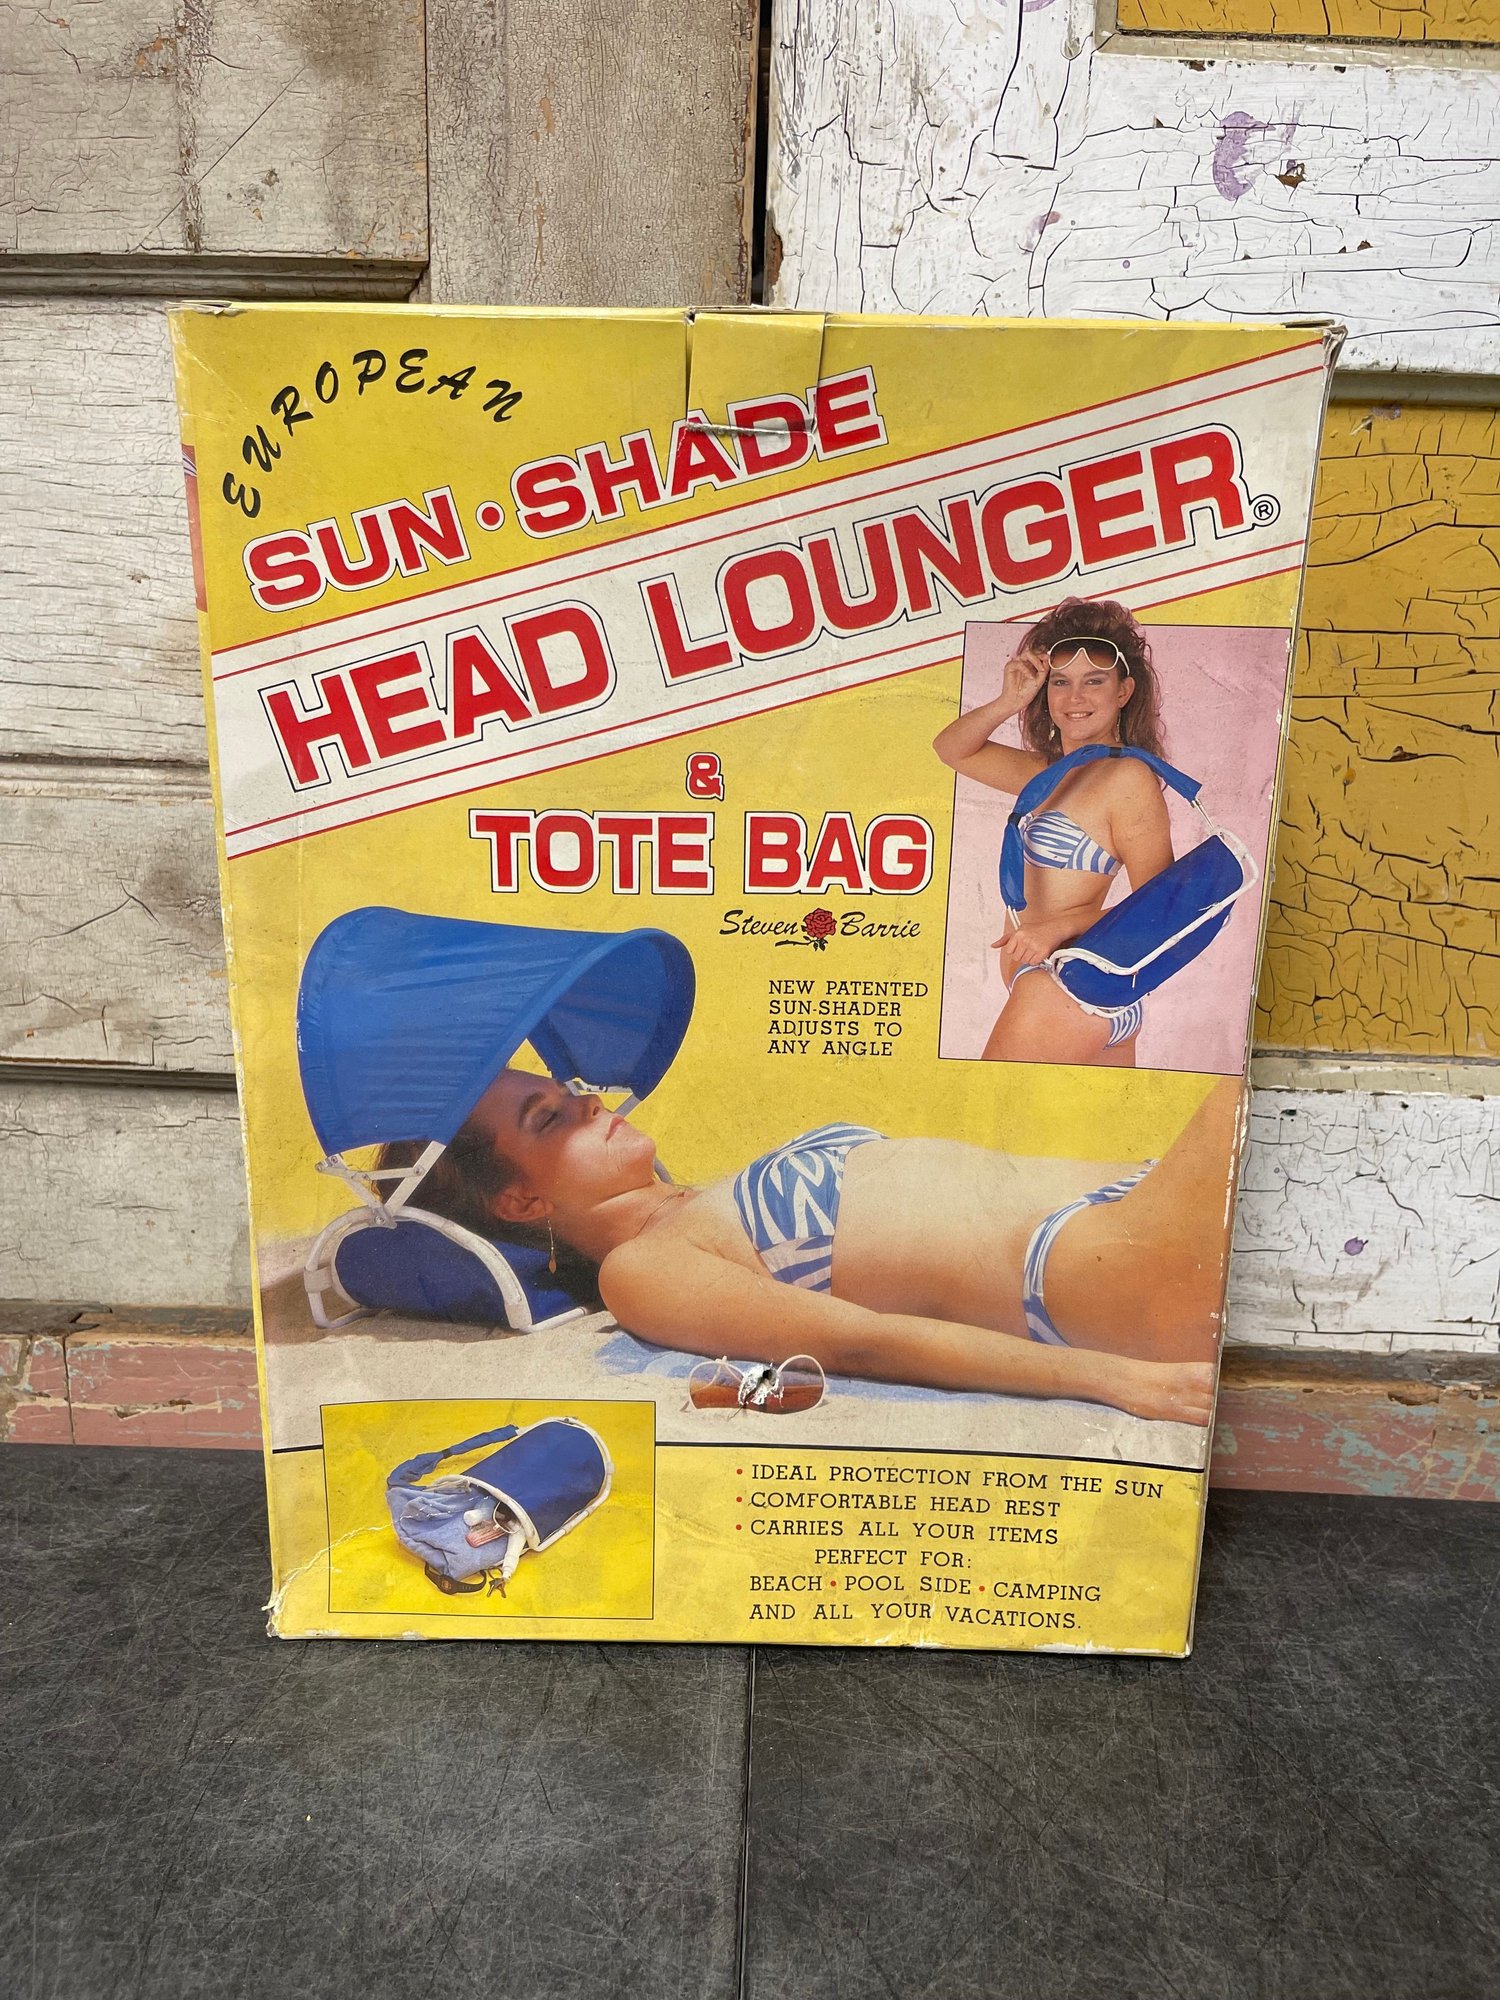 EUROPEAN
SUN • SHADE
HEAD LOUNGER®
&
TOTE BAG
Steven Barrie
NEW PATENTED
SUN-SHADER
ADJUSTS TO
ANY ANGLE
• IDEAL PROTECTION FROM THE SUN
• COMFORTABLE HEAD REST
• CARRIES ALL YOUR ITEMS
PERFECT FOR:
BEACH • POOL SIDE • CAMPING
AND ALL YOUR VACATIONS.